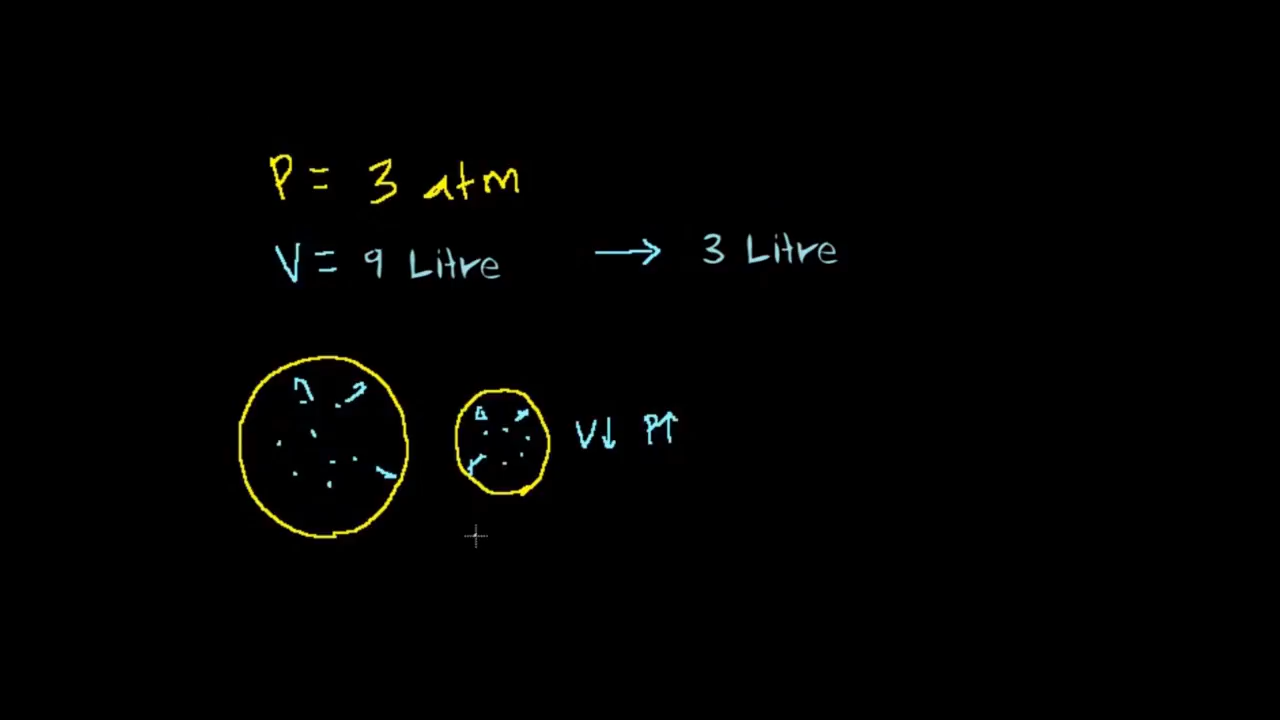 P = 3 atm
V = 9 Litre → 3 Litre
V↓ P↑